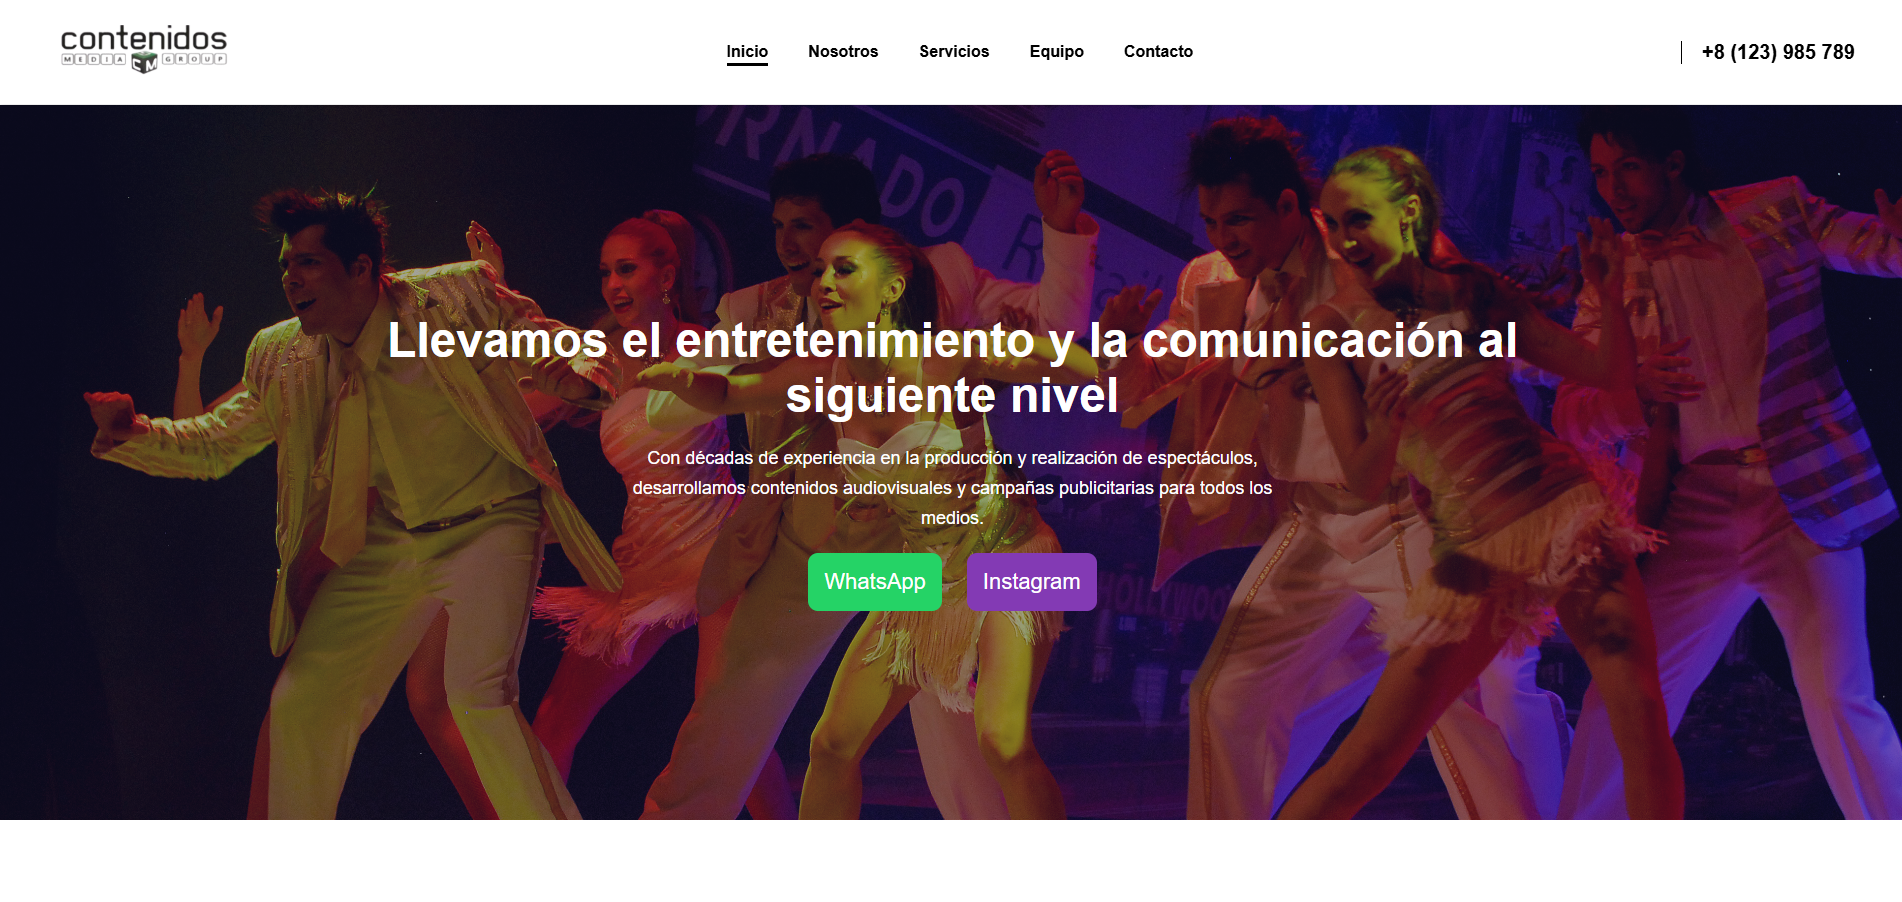 contenidos
MEDIA CM GROUP
Inicio Nosotros Servicios Equipo Contacto
+8 (123) 985 789
RNADO
Llevamos el entretenimiento y la comunicación al
siguiente nivel
Con décadas de experiencia en la producción y realización de espectáculos,
desarrollamos contenidos audiovisuales y campañas publicitarias para todos los
medios.
WhatsApp Instagram
HOLLYWOO